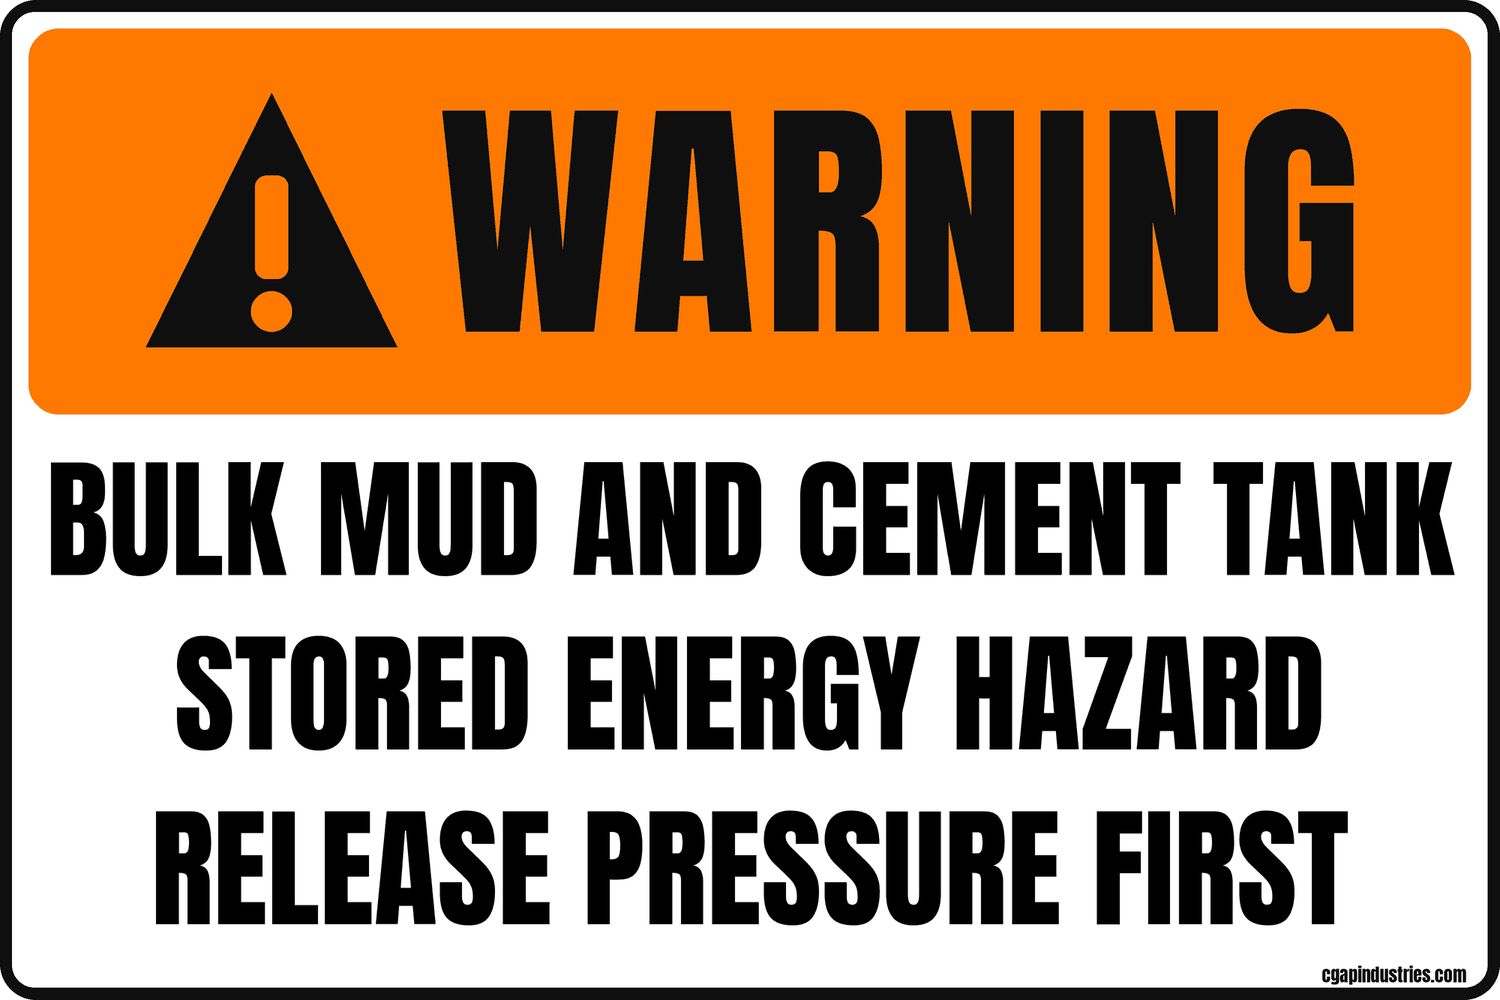 WARNING
BULK MUD AND CEMENT TANK
STORED ENERGY HAZARD
RELEASE PRESSURE FIRST
cgapindustries.com